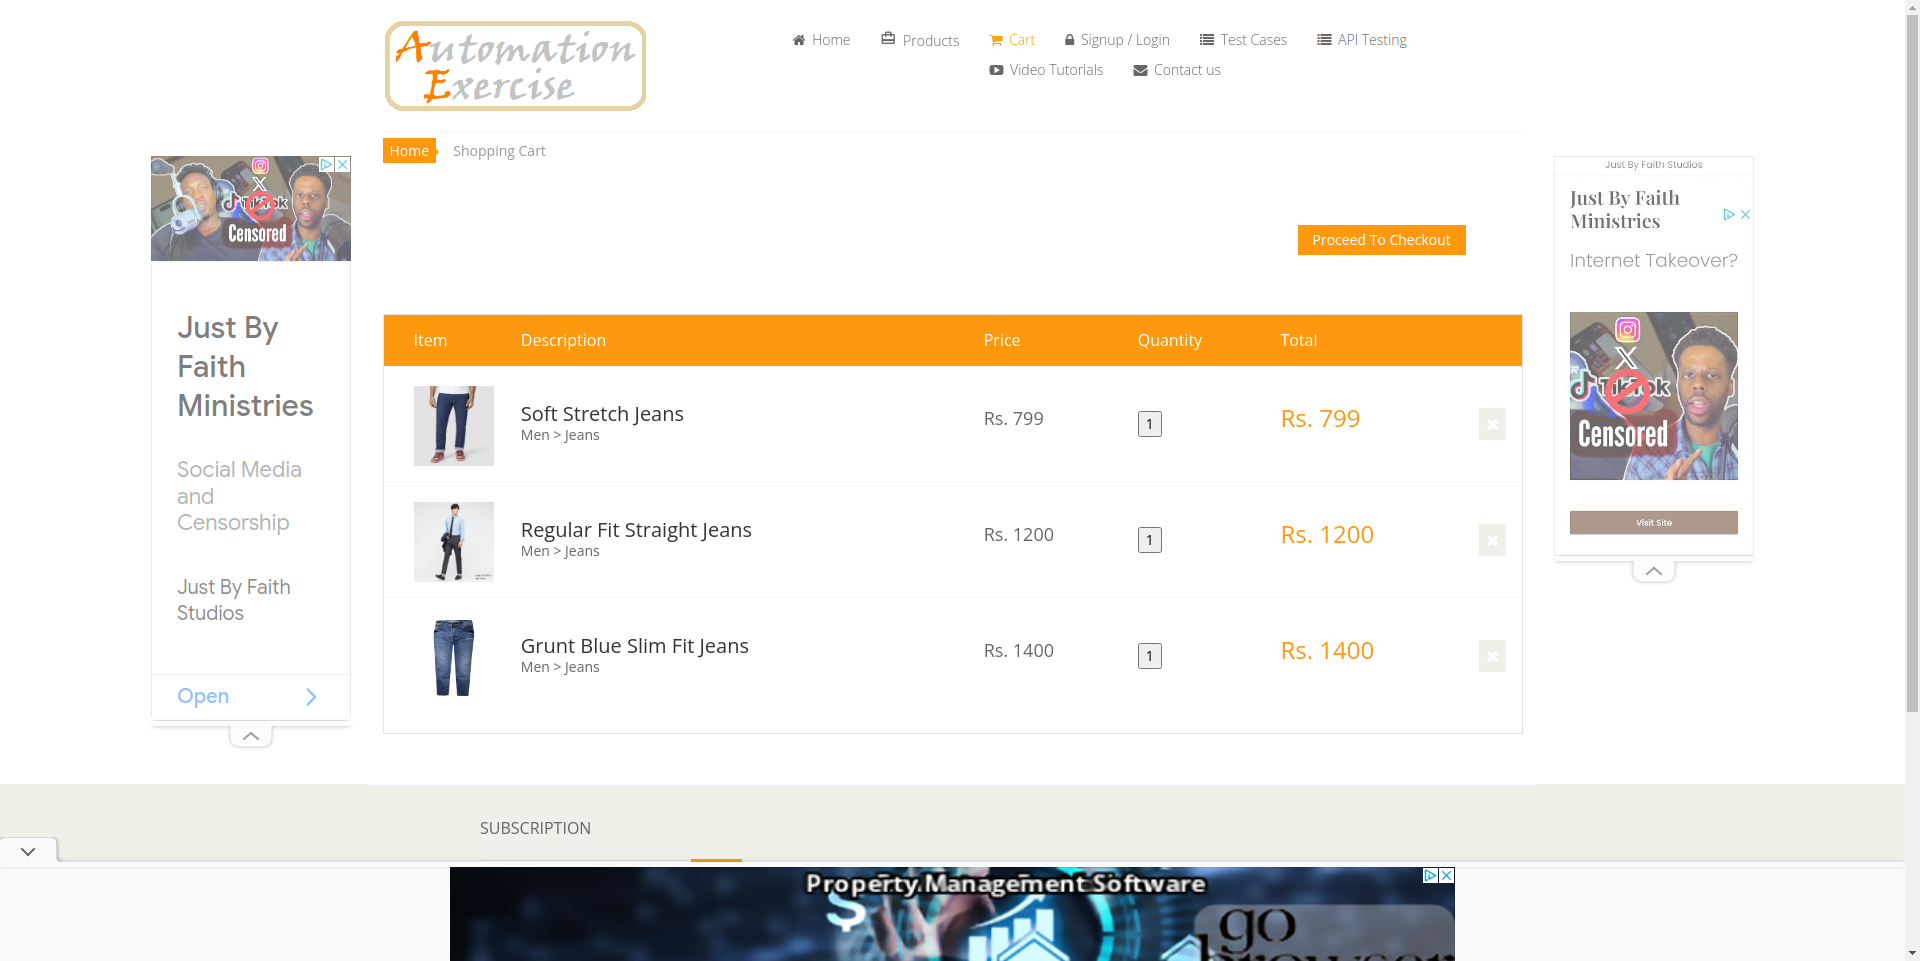 Automation
Exercise
Home
Products
Cart
Signup / Login
Test Cases
API Testing
Video Tutorials
Contact us
Home
Shopping Cart
TikTok
Censored
Just By
Faith
Ministries
Social Media
and
Censorship
Just By Faith
Studios
Open
Proceed To Checkout
Item Description Price Quantity Total
Soft Stretch Jeans
Men > Jeans
Rs. 799
1
Rs. 799
Regular Fit Straight Jeans
Men > Jeans
Rs. 1200
1
Rs. 1200
Grunt Blue Slim Fit Jeans
Men > Jeans
Rs. 1400
1
Rs. 1400
Just By Faith Studios
Just By Faith
Ministries
Internet Takeover?
TikTok
Censored
Visit Site
SUBSCRIPTION
Property Management Software
go
browser